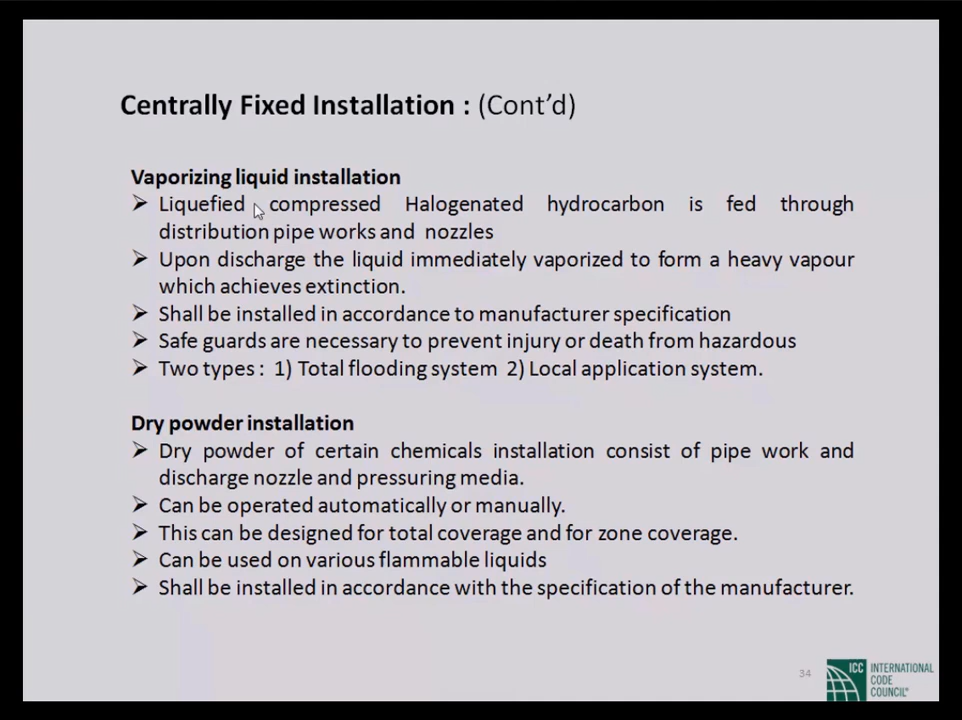 Centrally Fixed Installation : (Cont’d)
Vaporizing liquid installation
➢ Liquefied compressed Halogenated hydrocarbon is fed through
distribution pipe works and nozzles
➢ Upon discharge the liquid immediately vaporized to form a heavy vapour
which achieves extinction.
➢ Shall be installed in accordance to manufacturer specification
➢ Safe guards are necessary to prevent injury or death from hazardous
➢ Two types : 1) Total flooding system 2) Local application system.
Dry powder installation
➢ Dry powder of certain chemicals installation consist of pipe work and
discharge nozzle and pressuring media.
➢ Can be operated automatically or manually.
➢ This can be designed for total coverage and for zone coverage.
➢ Can be used on various flammable liquids
➢ Shall be installed in accordance with the specification of the manufacturer.
34
ICC
INTERNATIONAL
CODE
COUNCIL®